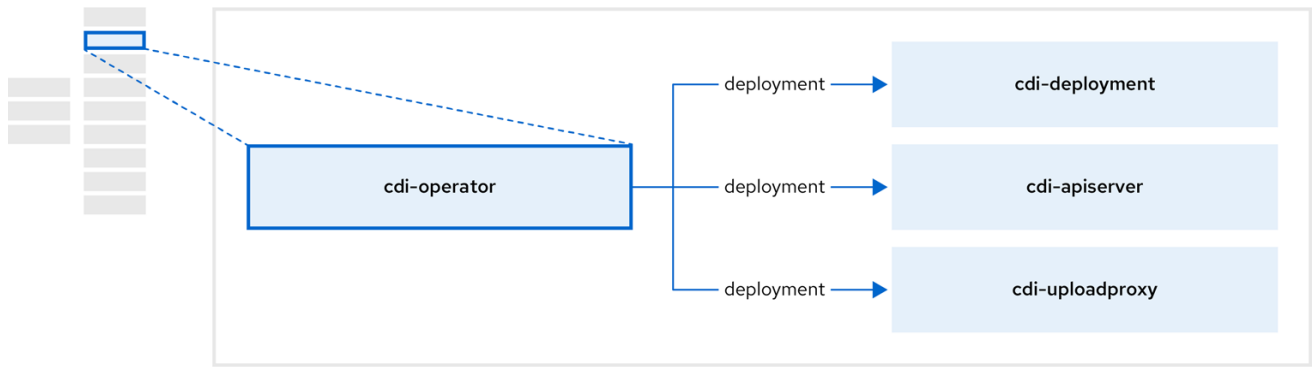 deployment
cdi-deployment
cdi-operator
deployment
cdi-apiserver
deployment
cdi-uploadproxy